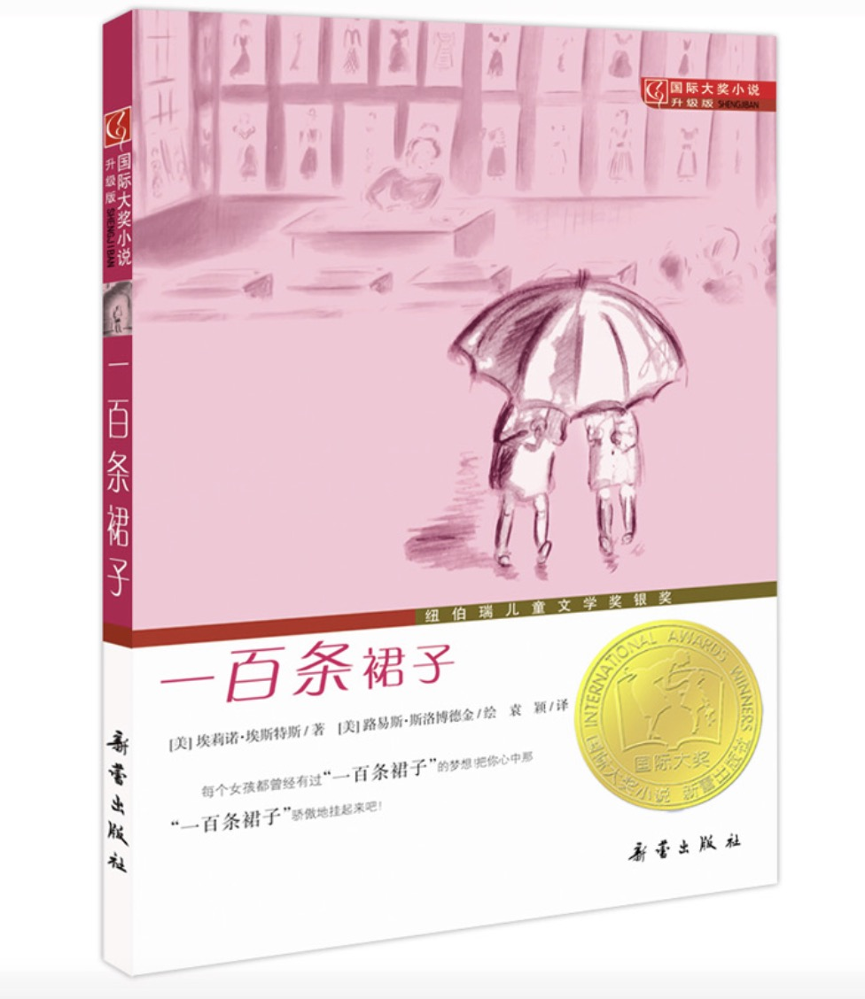 国际大奖小说
升级版 SHENGJIBAN
一百条裙子
新蕾出版社
国际大奖小说
升级版 SHENGJIBAN
纽伯瑞儿童文学奖银奖
一百条裙子
[美]埃莉诺·埃斯特斯/著 [美]路易斯·斯洛博德金/绘 袁 颖/译
每个女孩都曾经有过“一百条裙子”的梦想!把你心中那
“一百条裙子”骄傲地挂起来吧!
INTERNATIONAL AWARDS WINNERS
国际大奖
国际大奖小说 新蕾出版社
新蕾出版社